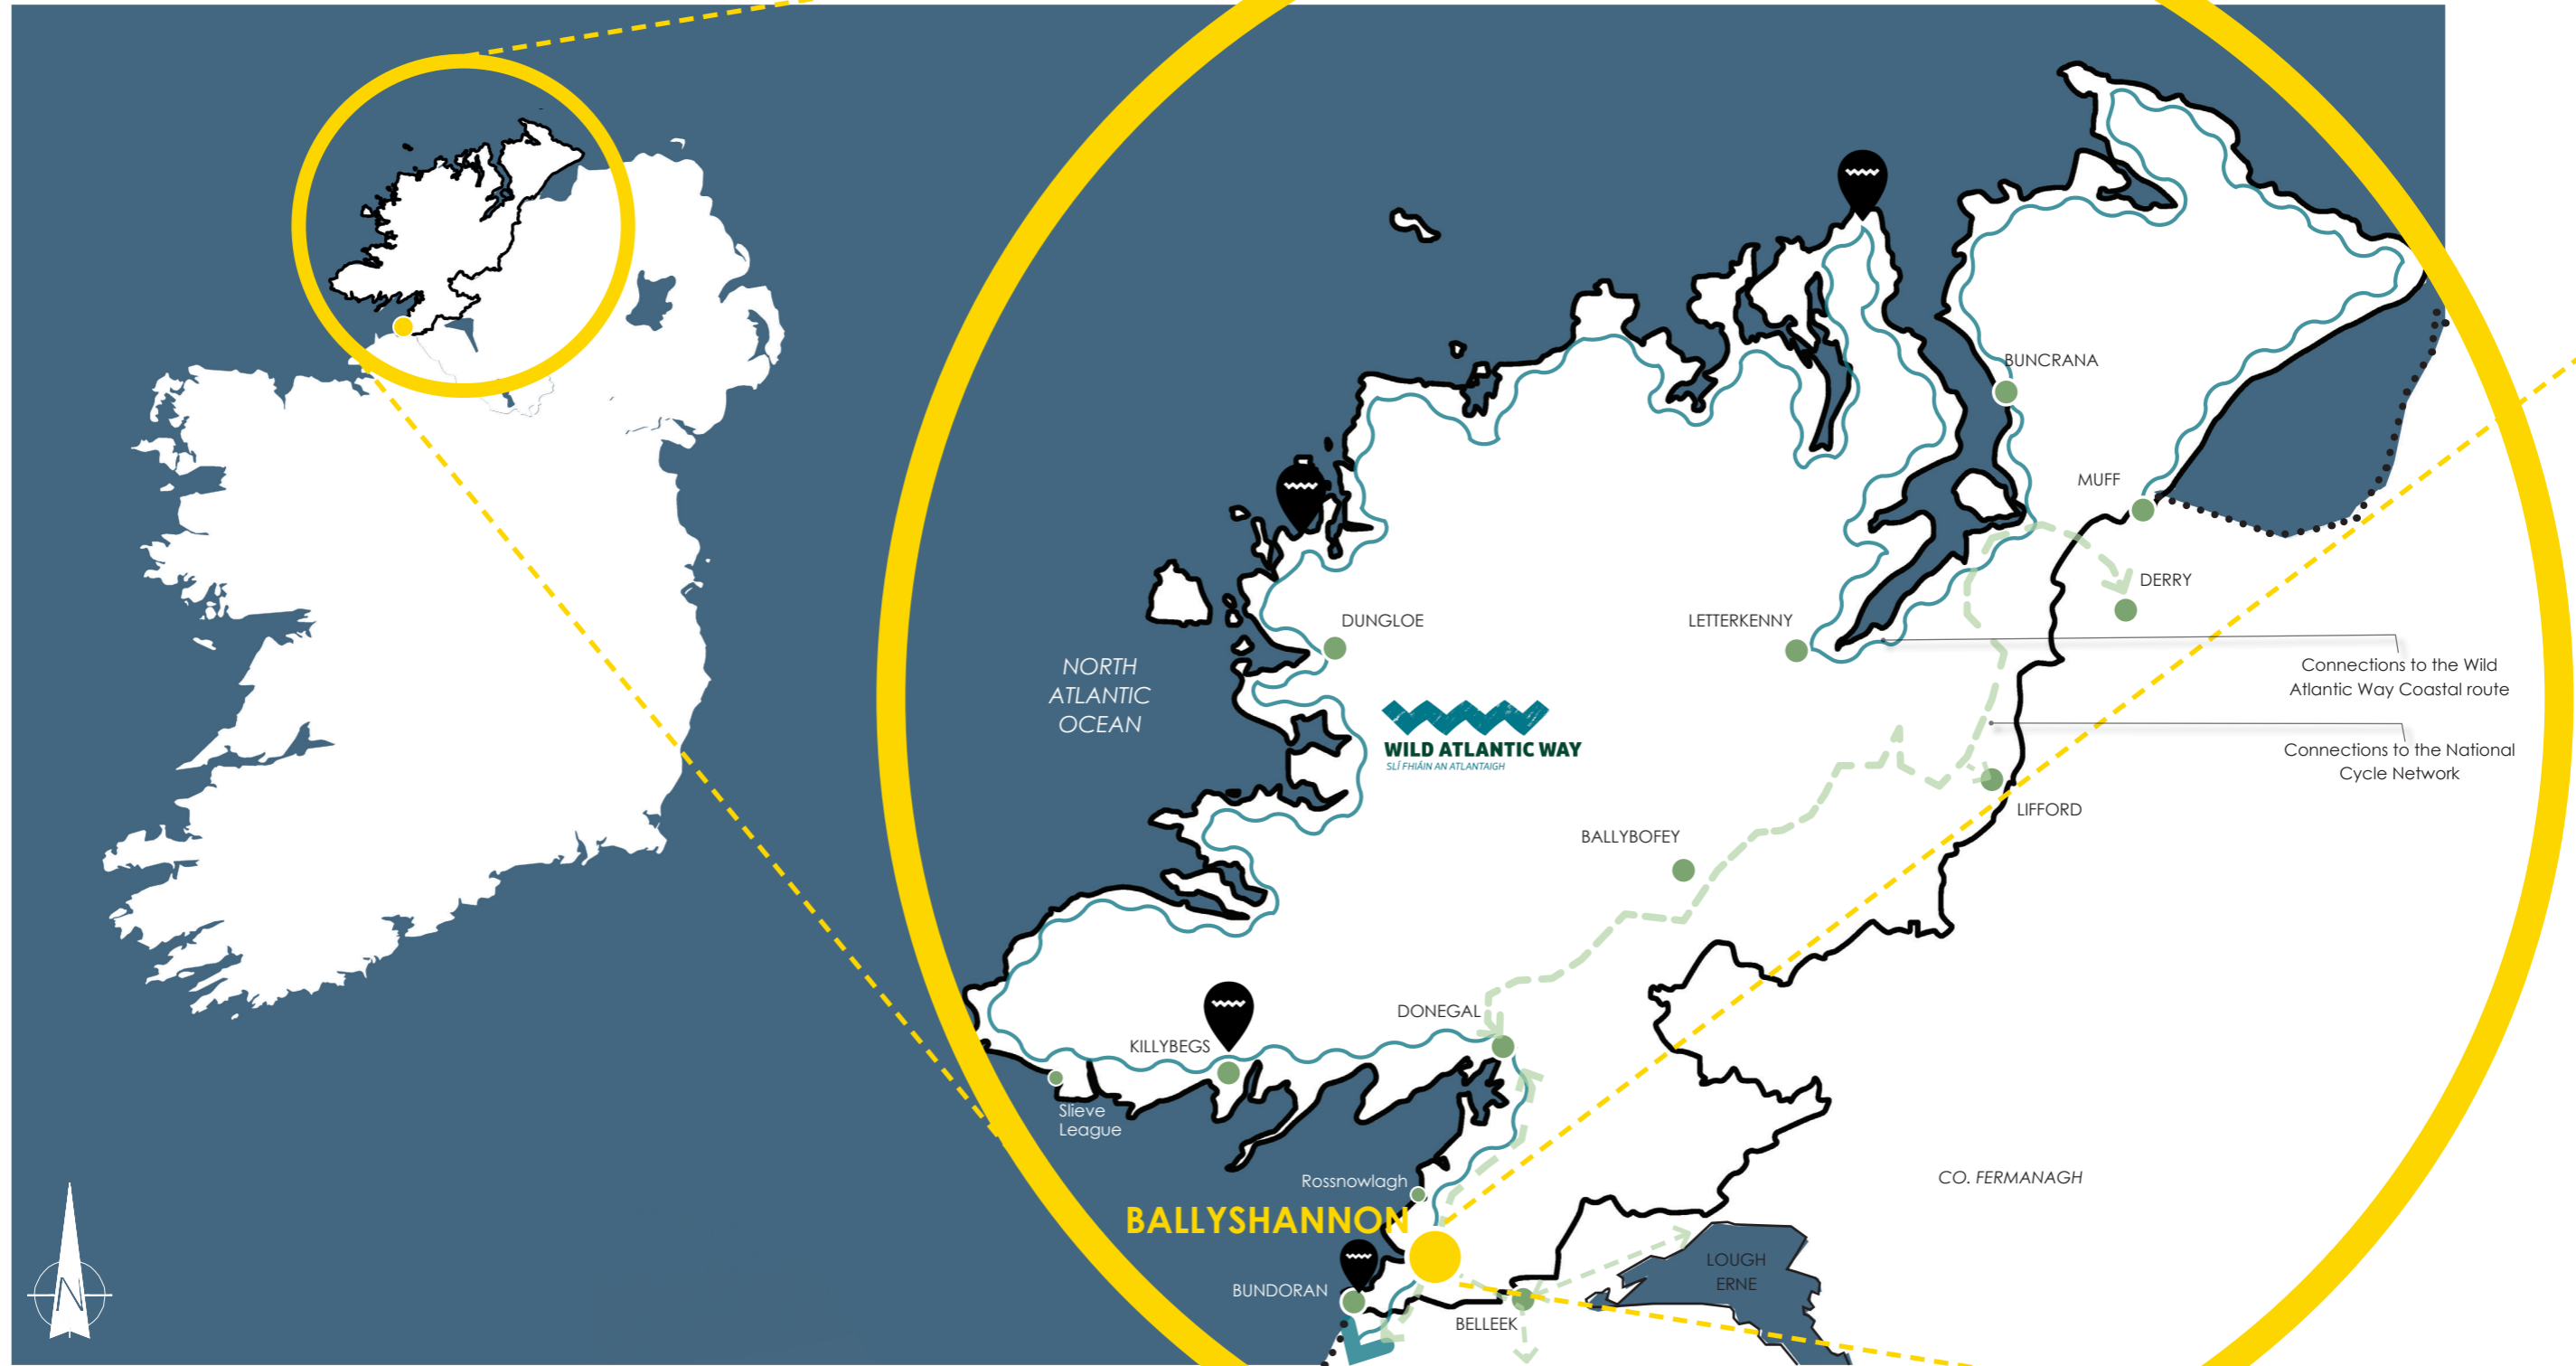 BUNCRANA
MUFF
DERRY
DUNGLOE
LETTERKENNY
NORTH
ATLANTIC
OCEAN
Connections to the Wild
Atlantic Way Coastal route
WILD ATLANTIC WAY
SLÍ FHIÁIN AN ATLANTAIGH
Connections to the National
Cycle Network
LIFFORD
BALLYBOFEY
DONEGAL
KILLYBEGS
Slieve
League
Rossnowlagh
CO. FERMANAGH
BALLYSHANNON
LOUGH
ERNE
BUNDORAN
BELLEEK
N